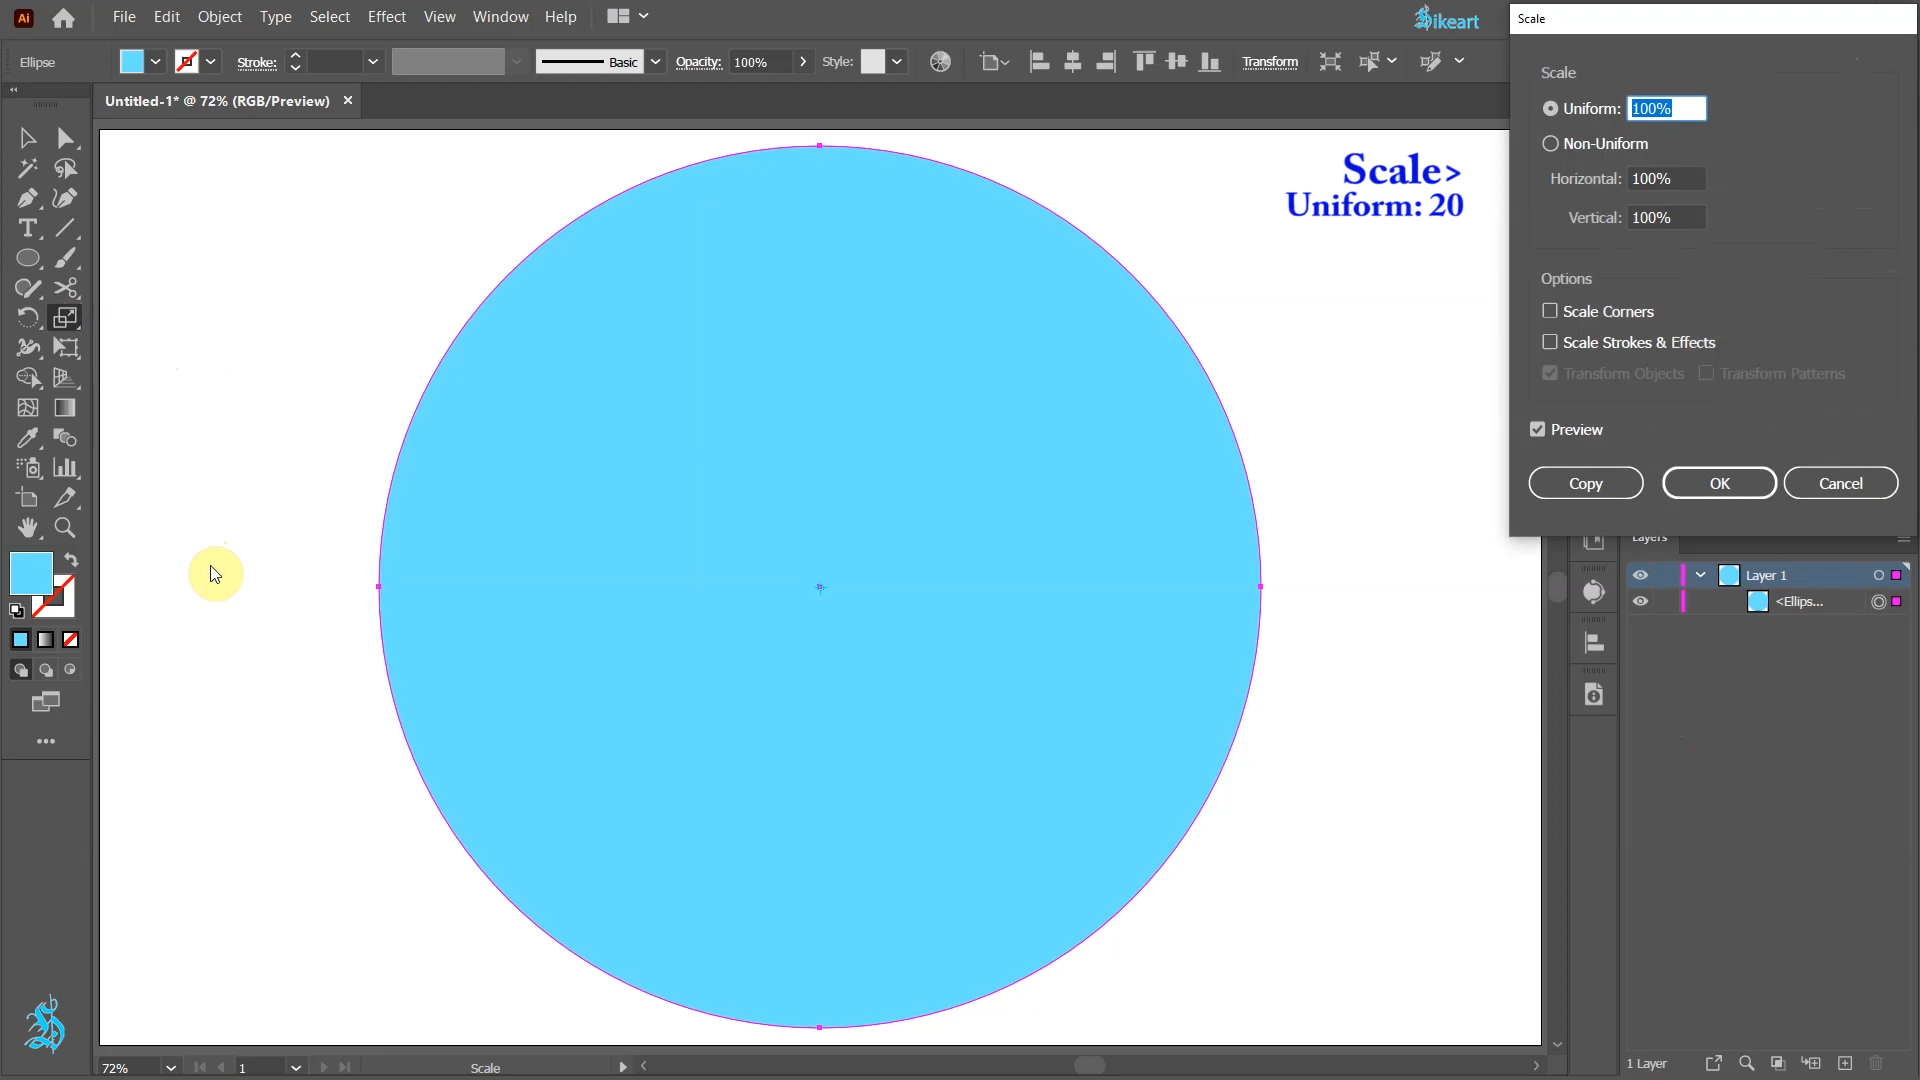 Ai
File Edit Object Type Select Effect View Window Help
Sikeart
Scale
Ellipse
Stroke:
Basic
Opacity: 100%
Style:
Transform
Untitled-1* @ 72% (RGB/Preview)
Scale
Uniform: 100%
Non-Uniform
Horizontal: 100%
Vertical: 100%
Options
Scale Corners
Scale Strokes & Effects
Transform Objects Transform Patterns
Preview
Copy OK Cancel
Scale>
Uniform: 20
Layers
Layer 1
<Ellips...
72%
1
Scale
1 Layer